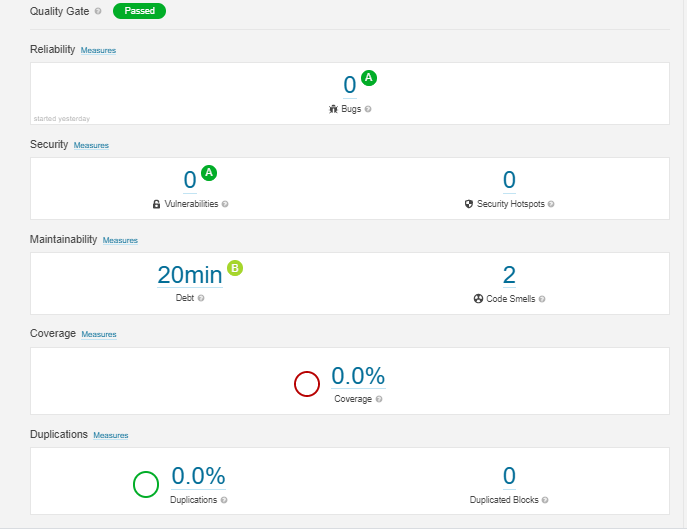 Quality Gate Passed
Reliability Measures
0 A
Bugs
started yesterday
Security Measures
0 A 0
Vulnerabilities Security Hotspots
Maintainability Measures
20min B 2
Debt Code Smells
Coverage Measures
0.0%
Coverage
Duplications Measures
0.0% 0
Duplications Duplicated Blocks